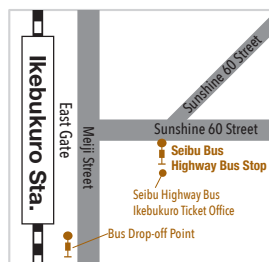 Ikebukuro Sta.
East Gate
Meiji Street
Sunshine 60 Street
Sunshine 60 Street
Seibu Bus
Highway Bus Stop
Seibu Highway Bus
Ikebukuro Ticket Office
Bus Drop-off Point